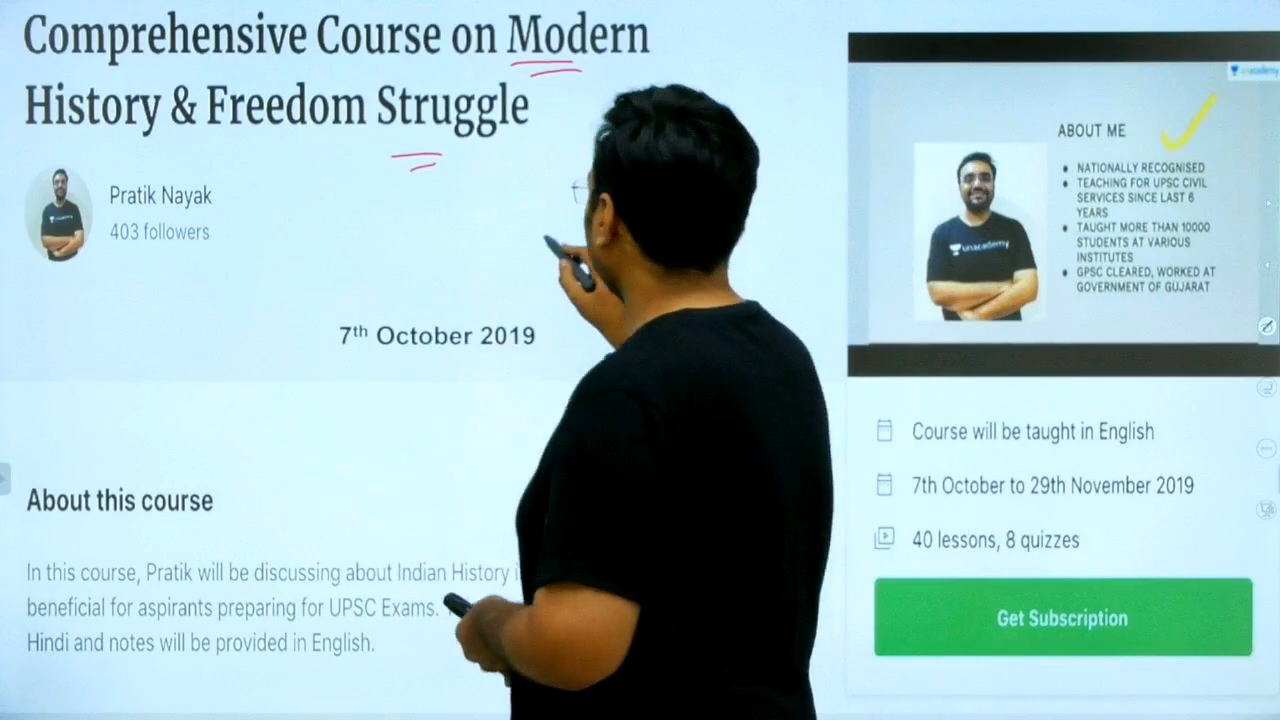 Comprehensive Course on Modern
History & Freedom Struggle
Pratik Nayak
403 followers
7th October 2019
About this course
In this course, Pratik will be discussing about Indian History
beneficial for aspirants preparing for UPSC Exams.
Hindi and notes will be provided in English.
unacademy
ABOUT ME
• NATIONALLY RECOGNISED
• TEACHING FOR UPSC CIVIL
SERVICES SINCE LAST 6
YEARS
• TAUGHT MORE THAN 10000
STUDENTS AT VARIOUS
INSTITUTES
• GPSC CLEARED, WORKED AT
GOVERNMENT OF GUJARAT
unacademy
Course will be taught in English
7th October to 29th November 2019
40 lessons, 8 quizzes
Get Subscription